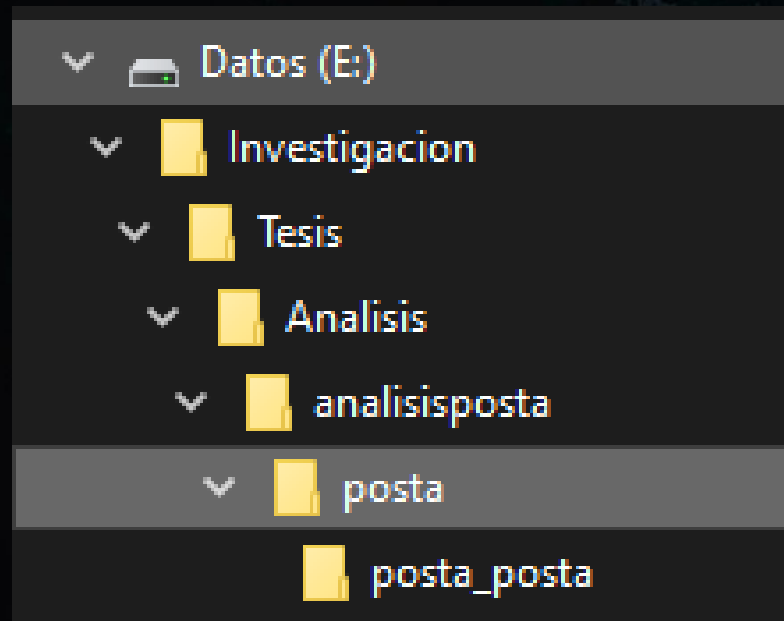 Datos (E:)
Investigacion
Tesis
Analisis
analisisposta
posta
posta_posta